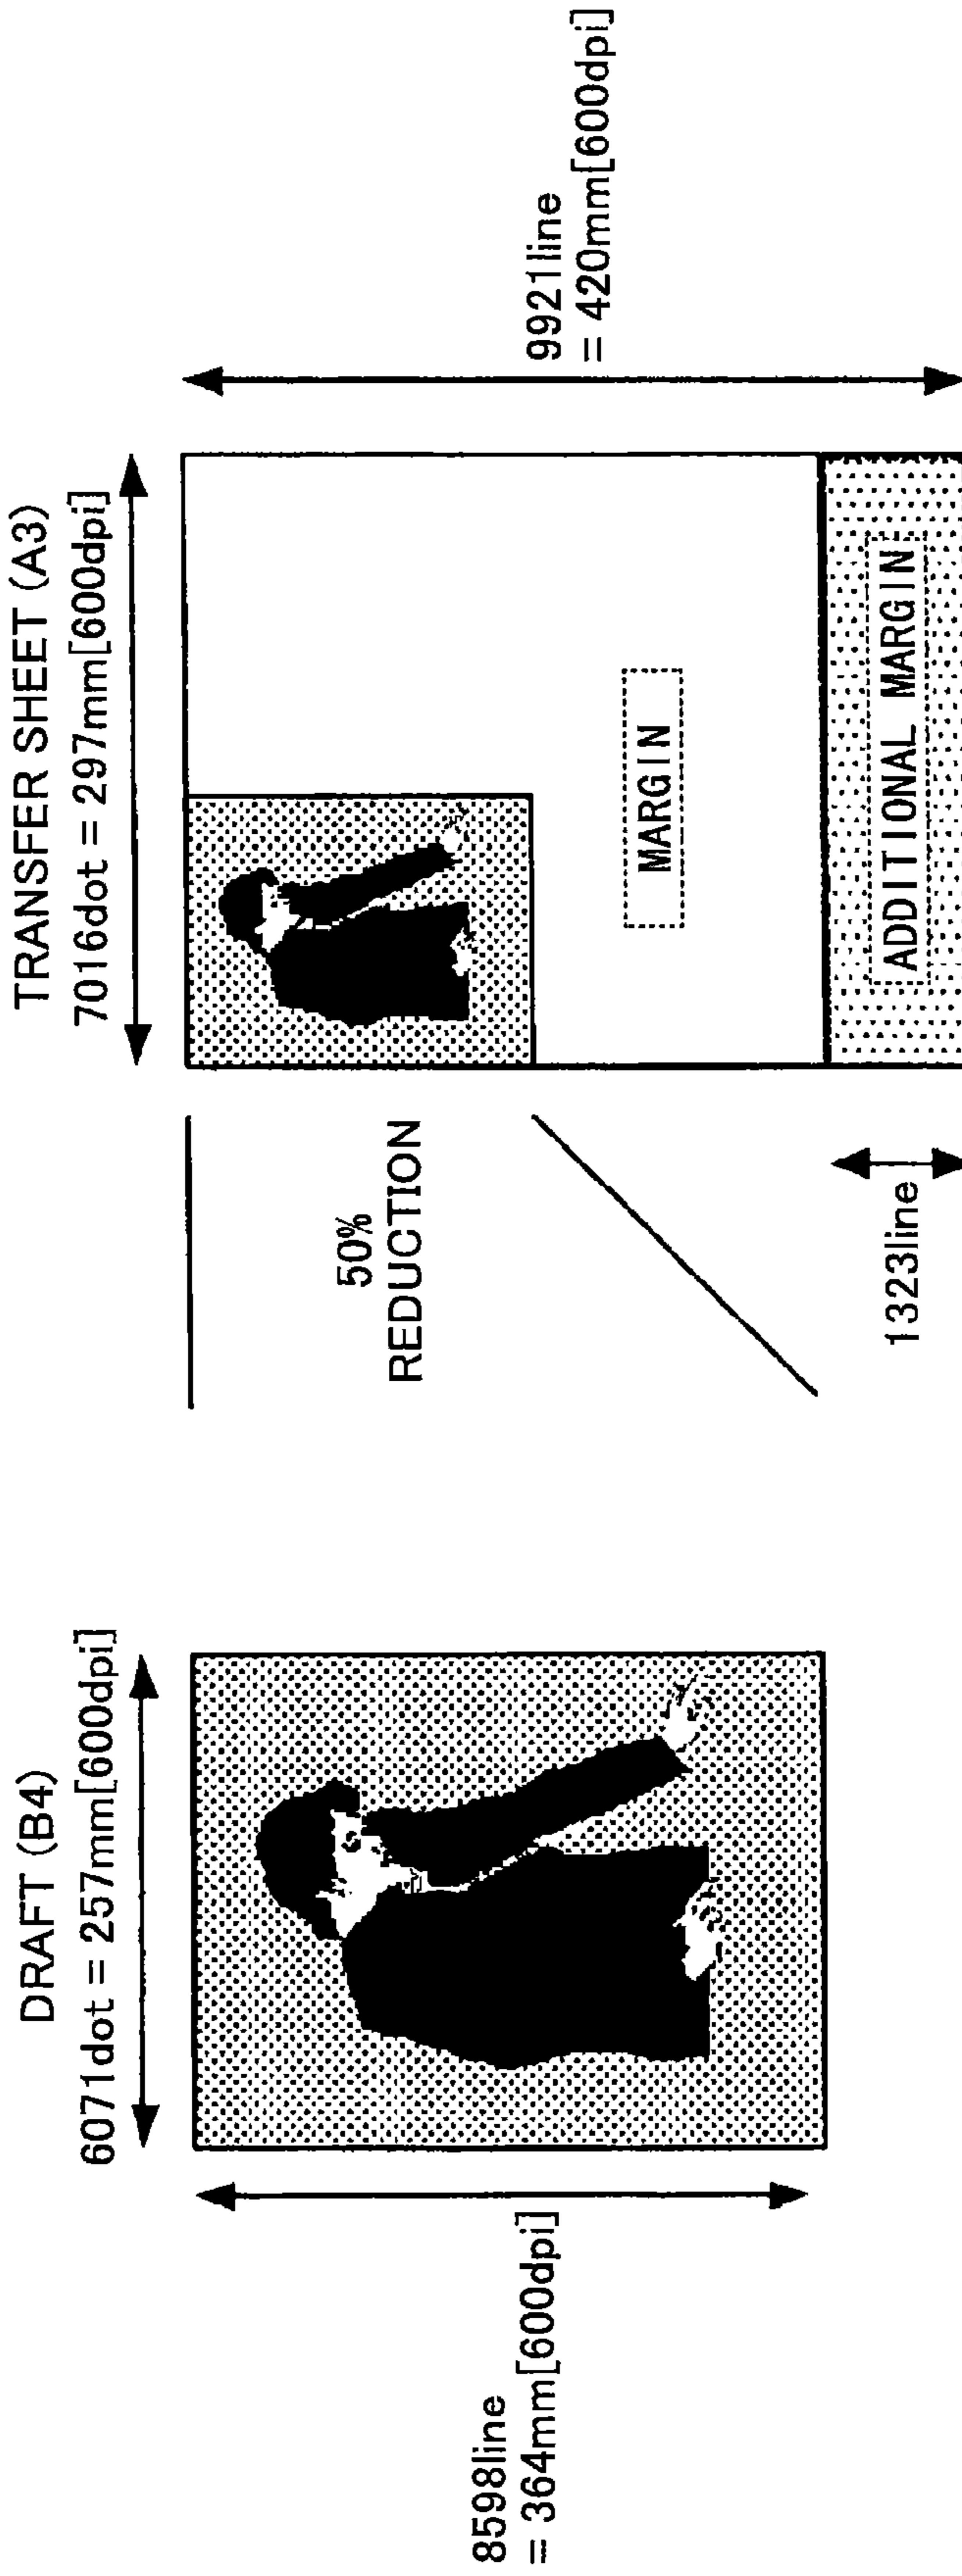 DRAFT (B4)
6071dot = 257mm[600dpi]
8598line
= 364mm[600dpi]
50%
REDUCTION
TRANSFER SHEET (A3)
7016dot = 297mm[600dpi]
9921line
= 420mm[600dpi]
MARGIN
ADDITIONAL MARGIN
1323line